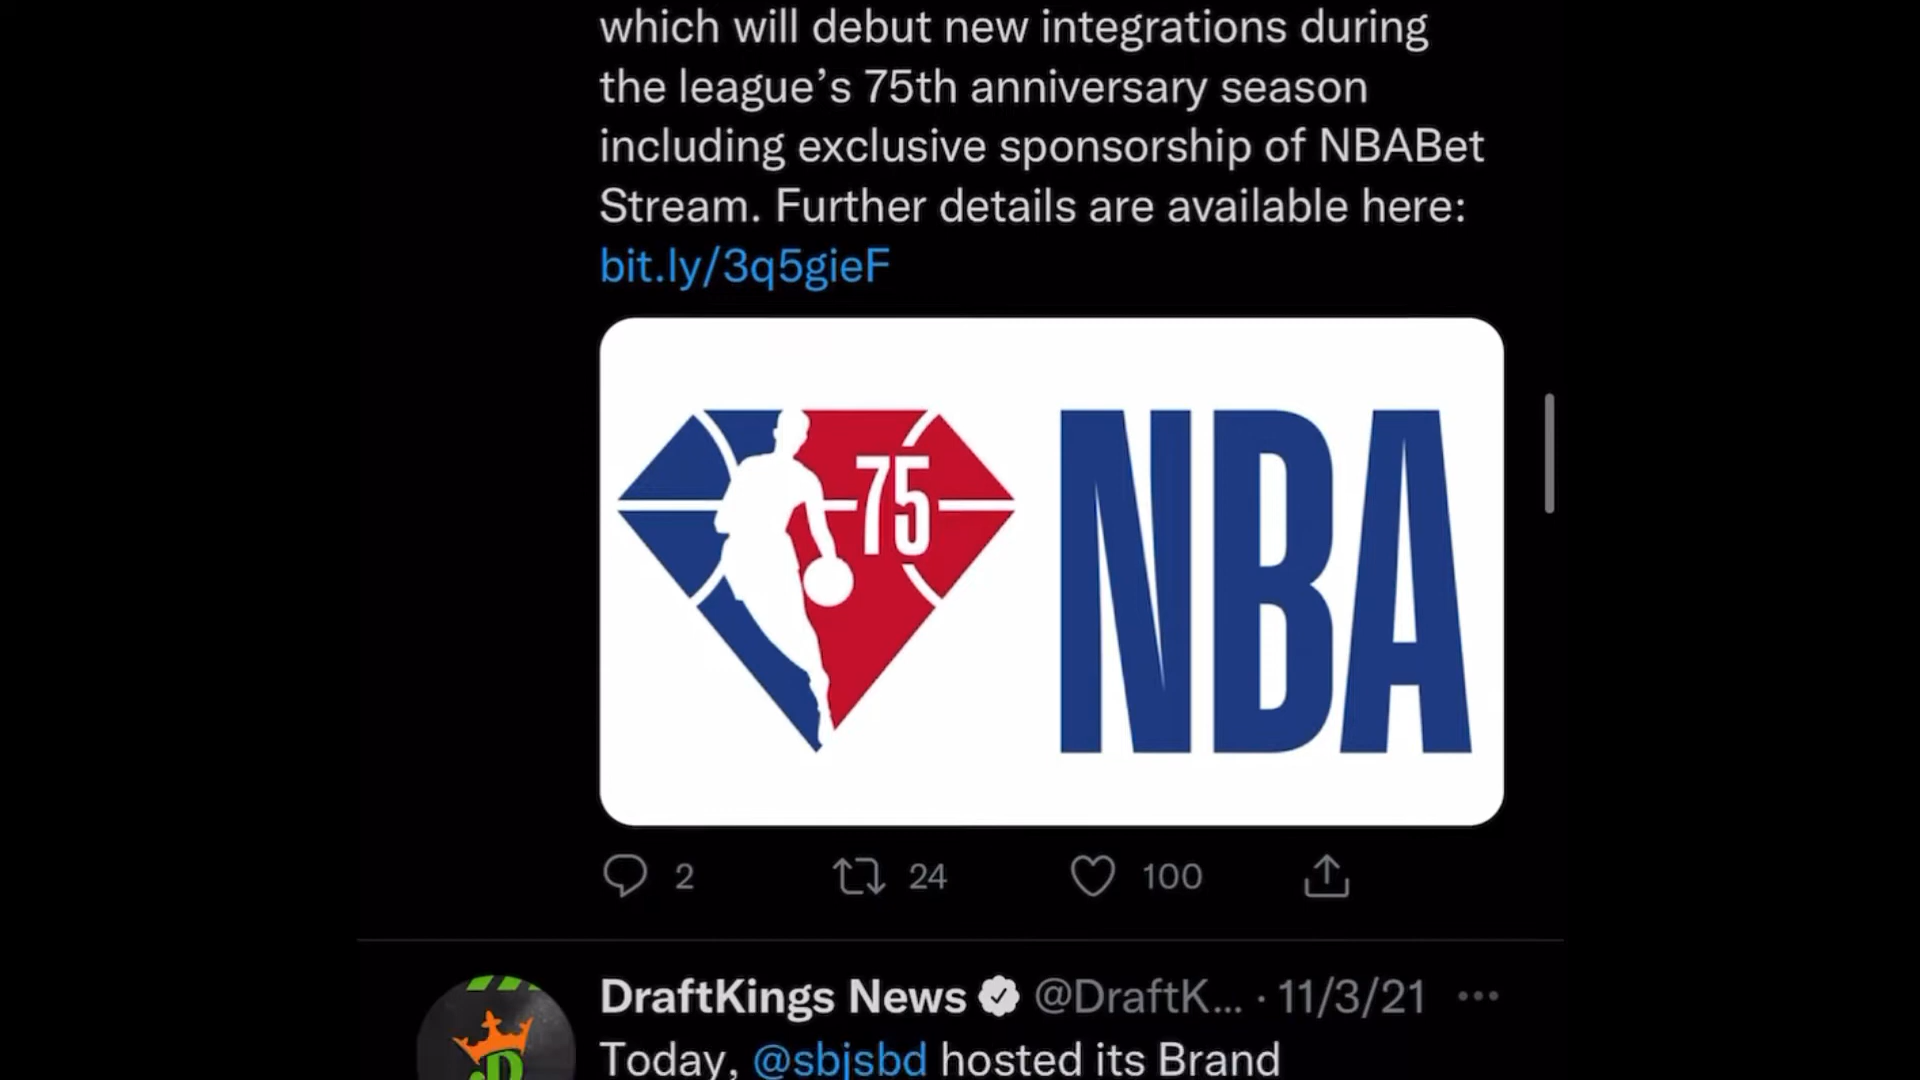 which will debut new integrations during
the league’s 75th anniversary season
including exclusive sponsorship of NBABet
Stream. Further details are available here:
bit.ly/3q5gieF
75
NBA
2 24 100
DraftKings News @DraftK... · 11/3/21
Today, @sbjsbd hosted its Brand
D